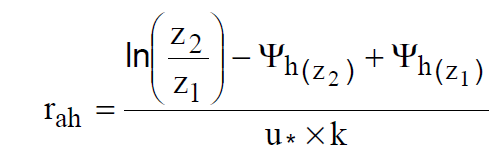 r_ah = (ln(z_2 / z_1) − Ψ_h(z_2) + Ψ_h(z_1)) / (u_* × k)